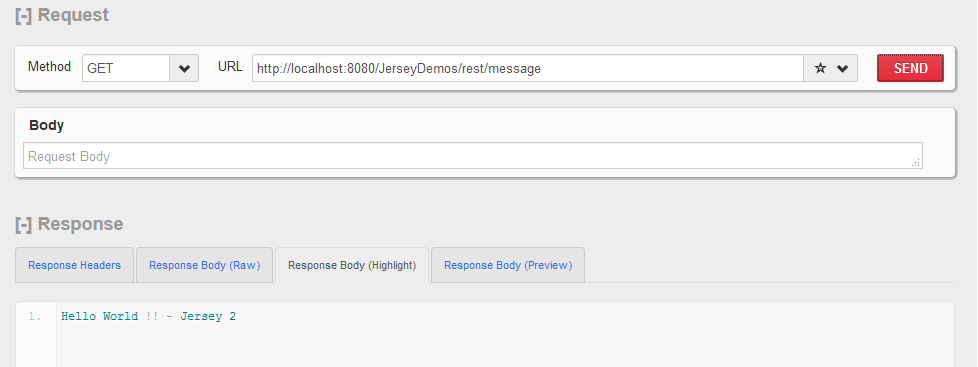 [-] Request
Method GET URL http://localhost:8080/JerseyDemos/rest/message SEND
Body
Request Body
[-] Response
Response Headers Response Body (Raw) Response Body (Highlight) Response Body (Preview)
1. Hello World !! - Jersey 2